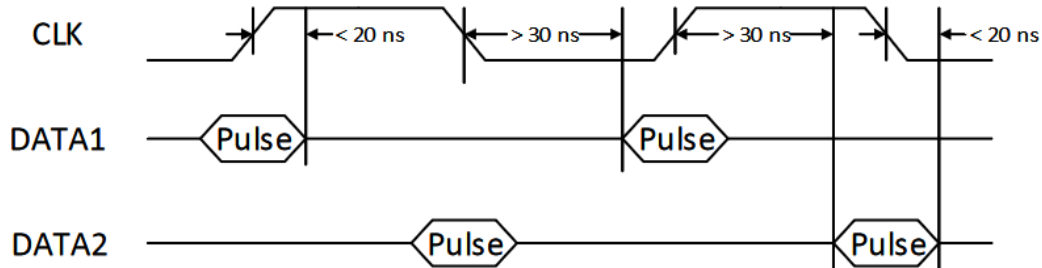 CLK < 20 ns > 30 ns > 30 ns < 20 ns
DATA1 Pulse Pulse
DATA2 Pulse Pulse